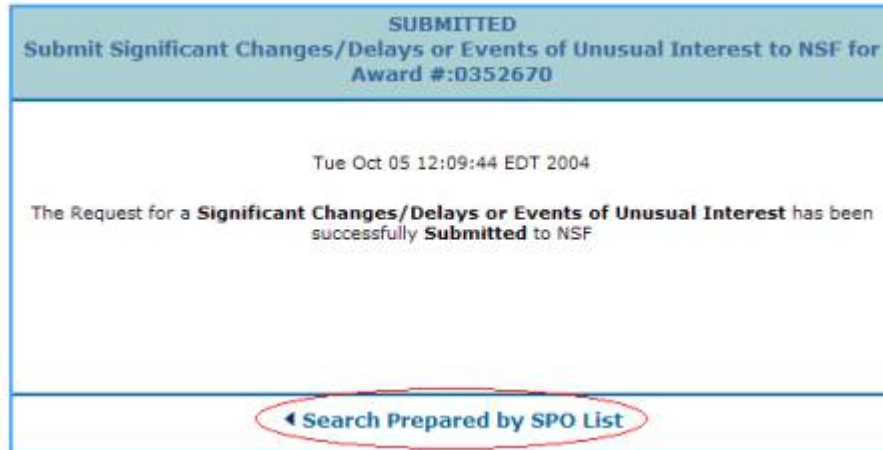 SUBMITTED
Submit Significant Changes/Delays or Events of Unusual Interest to NSF for
Award #:0352670
Tue Oct 05 12:09:44 EDT 2004
The Request for a Significant Changes/Delays or Events of Unusual Interest has been
successfully Submitted to NSF
Search Prepared by SPO List